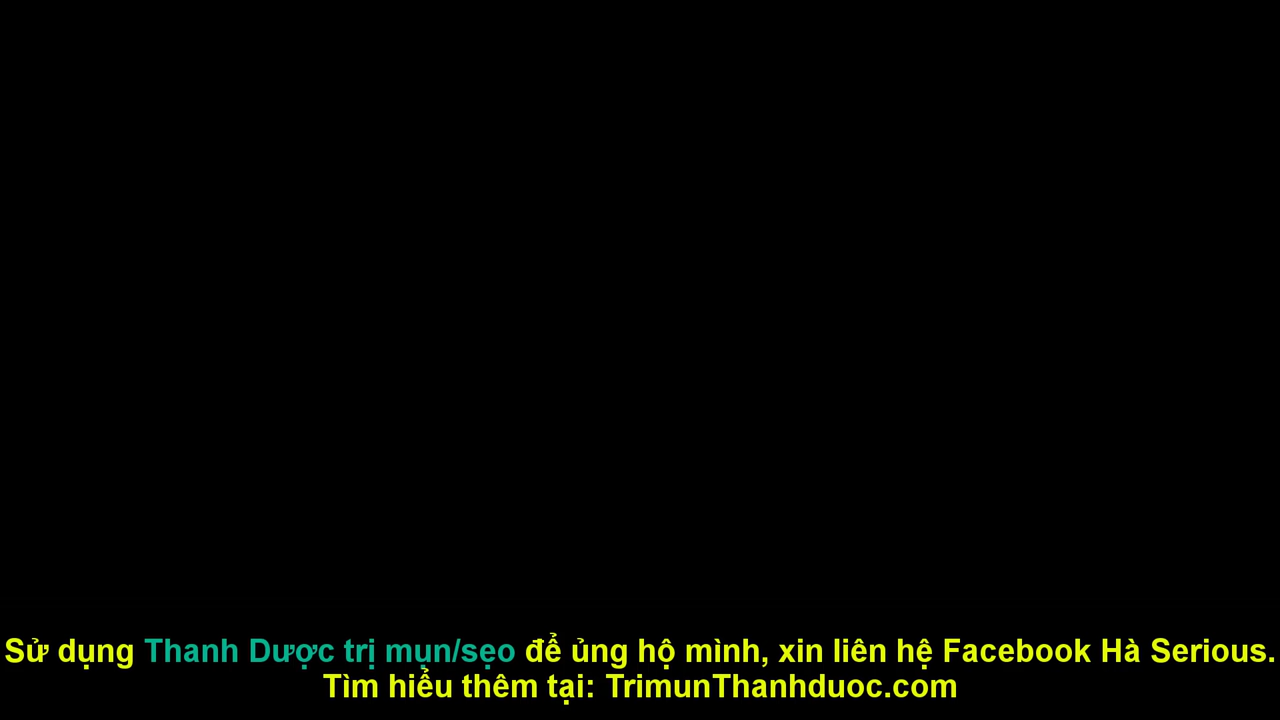 Sử dụng Thanh Dược trị mụn/sẹo để ủng hộ mình, xin liên hệ Facebook Hà Serious.
Tìm hiểu thêm tại: TrimunThanhduoc.com